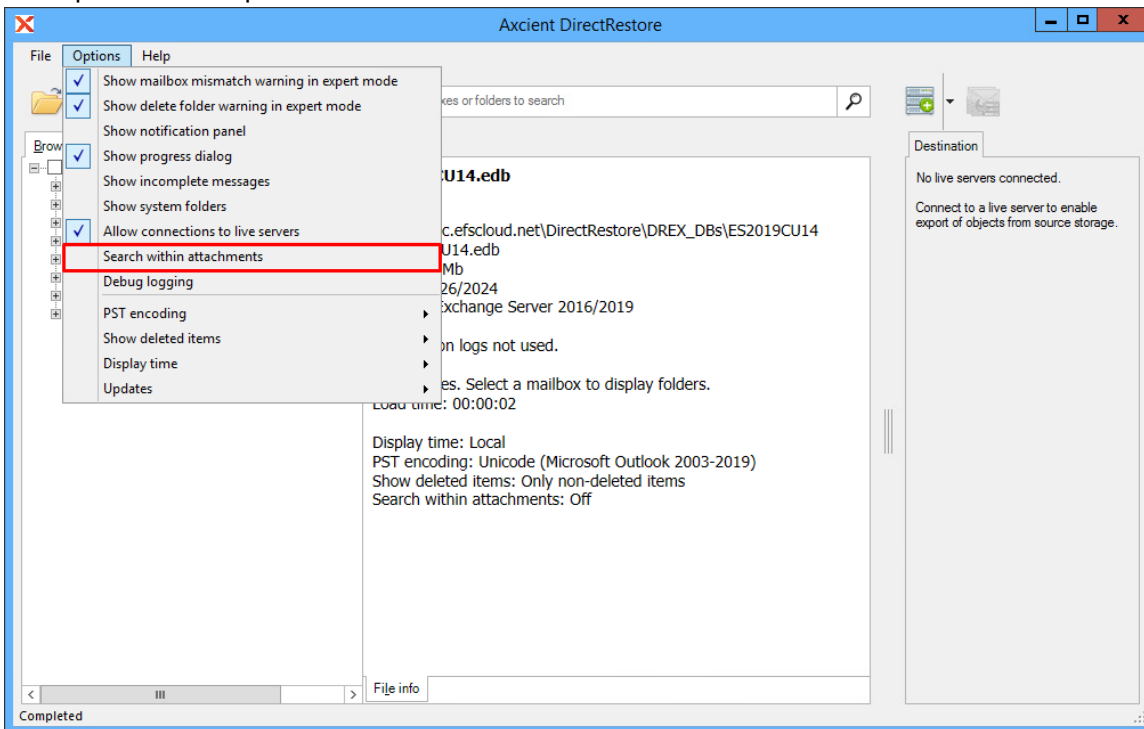 Axcient DirectRestore
File Options Help
Show mailbox mismatch warning in expert mode
Show delete folder warning in expert mode
Show notification panel
Show progress dialog
Show incomplete messages
Show system folders
Allow connections to live servers
Search within attachments
Debug logging
PST encoding
Show deleted items
Display time
Updates
or folders to search
Brow
U14.edb
c.efscloud.net\DirectRestore\DREX_DBs\ES2019CU14
U14.edb
Mb
26/2024
Exchange Server 2016/2019
on logs not used.
es. Select a mailbox to display folders.
Load time: 00:00:02
Display time: Local
PST encoding: Unicode (Microsoft Outlook 2003-2019)
Show deleted items: Only non-deleted items
Search within attachments: Off
File info
Destination
No live servers connected.
Connect to a live server to enable
export of objects from source storage.
Completed